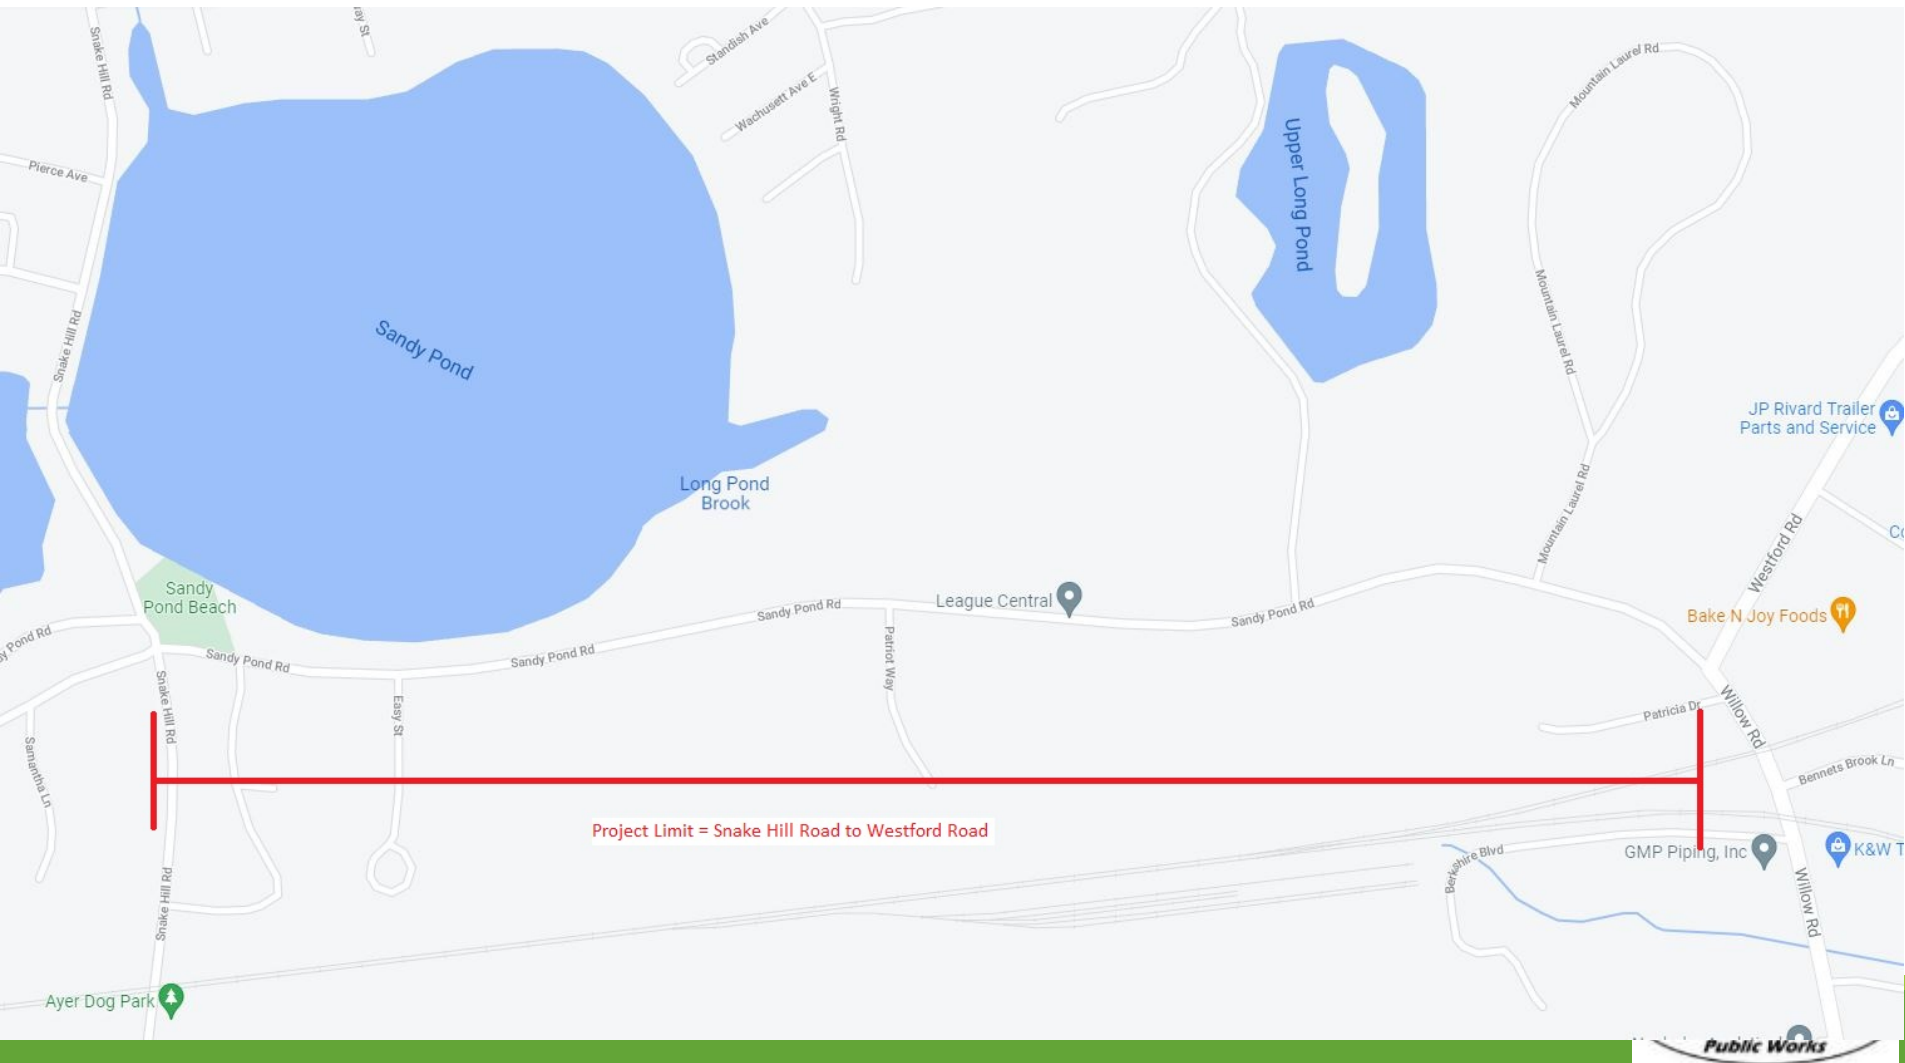 Snake Hill Rd
Standish Ave
Wachusett Ave E
Wright Rd
Mountain Laurel Rd
Pierce Ave
Upper Long Pond
Snake Hill Rd
Sandy Pond
Mountain Laurel Rd
JP Rivard Trailer
Parts and Service
Long Pond
Brook
Mountain Laurel Rd
Westford Rd
Sandy
Pond Beach
League Central
Sandy Pond Rd
Sandy Pond Rd
Bake N Joy Foods
Pond Rd
Sandy Pond Rd
Sandy Pond Rd
Patriot Way
Snake Hill Rd
Easy St
Patricia Dr
Willow Rd
Samantha Ln
Bennets Brook Ln
Project Limit = Snake Hill Road to Westford Road
Berkshire Blvd
GMP Piping, Inc
K&W T
Snake Hill Rd
Willow Rd
Ayer Dog Park
Public Works